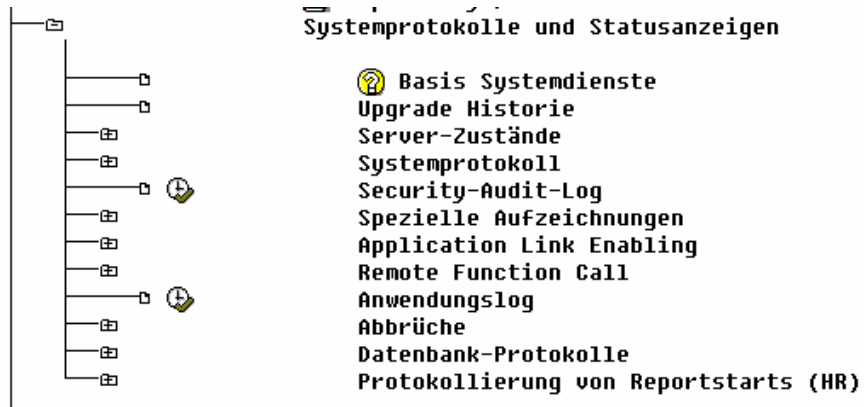 Systemprotokolle und Statusanzeigen
Basis Systemdienste
Upgrade Historie
Server-Zustände
Systemprotokoll
Security-Audit-Log
Spezielle Aufzeichnungen
Application Link Enabling
Remote Function Call
Anwendungslog
Abbrüche
Datenbank-Protokolle
Protokollierung von Reportstarts (HR)